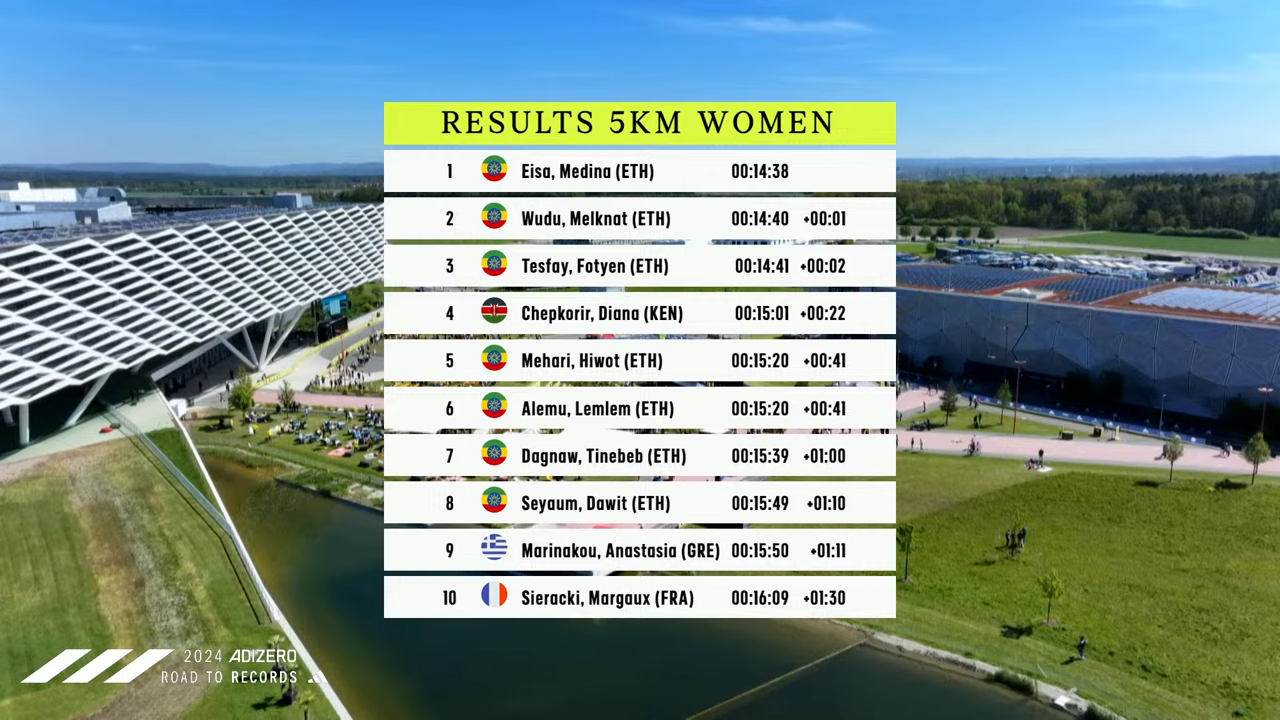 RESULTS 5KM WOMEN
1 Eisa, Medina (ETH) 00:14:38
2 Wudu, Melknat (ETH) 00:14:40 +00:01
3 Tesfay, Fotyen (ETH) 00:14:41 +00:02
4 Chepkorir, Diana (KEN) 00:15:01 +00:22
5 Mehari, Hiwot (ETH) 00:15:20 +00:41
6 Alemu, Lemlem (ETH) 00:15:20 +00:41
7 Dagnaw, Tinebeb (ETH) 00:15:39 +01:00
8 Seyaum, Dawit (ETH) 00:15:49 +01:10
9 Marinakou, Anastasia (GRE) 00:15:50 +01:11
10 Sieracki, Margaux (FRA) 00:16:09 +01:30
2024 ADIZERO
ROAD TO RECORDS